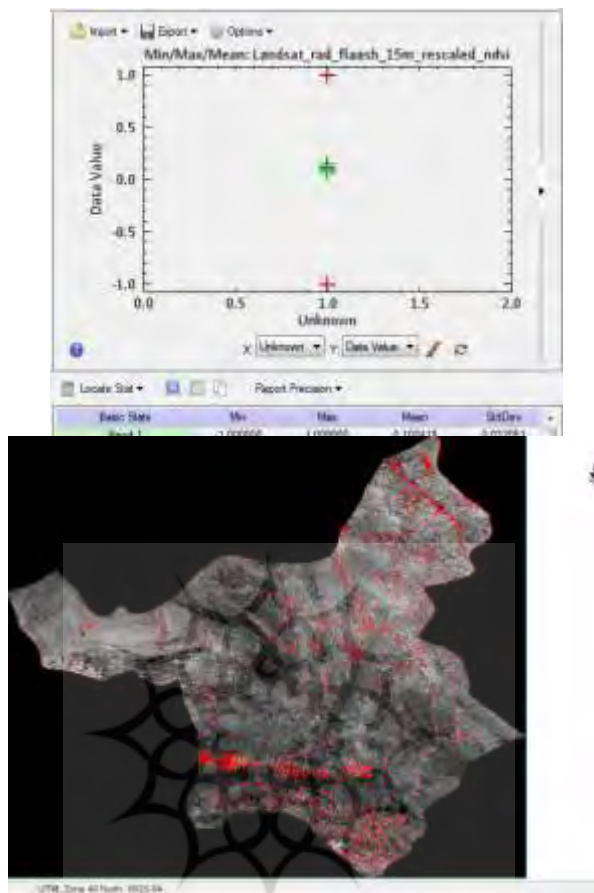 Import Export Options
Min/Max/Mean: Landsat_rad_flaash_15m_rescaled_ndvi
1.0
0.5
0.0
-0.5
-1.0
Data Value
0.0 0.5 1.0 1.5 2.0
Unknown
X: Unknown Y: Data Value
Locate Stat Report Precision
Basic Stats Min Max Mean StdDev
Band 1
UTM, Zone 40 North